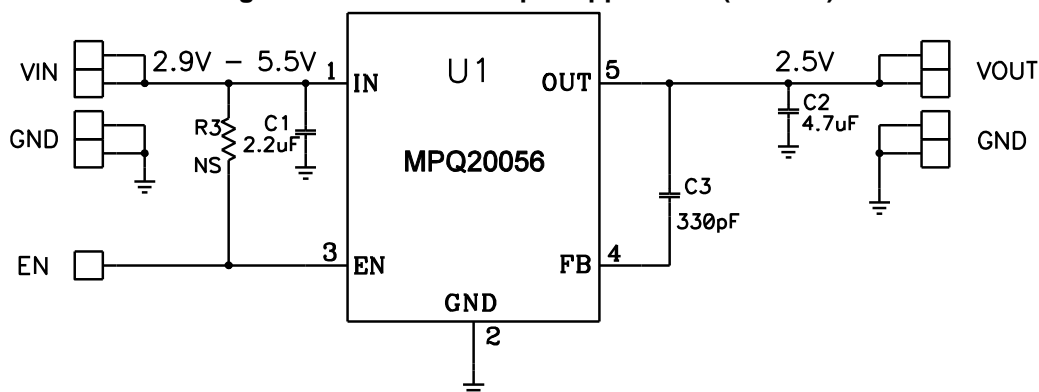 VIN
2.9V – 5.5V
1
IN
U1
OUT
5
2.5V
VOUT
GND
R3
NS
C1
2.2uF
MPQ20056
C2
4.7uF
GND
C3
330pF
EN
3
EN
FB
4
GND
2